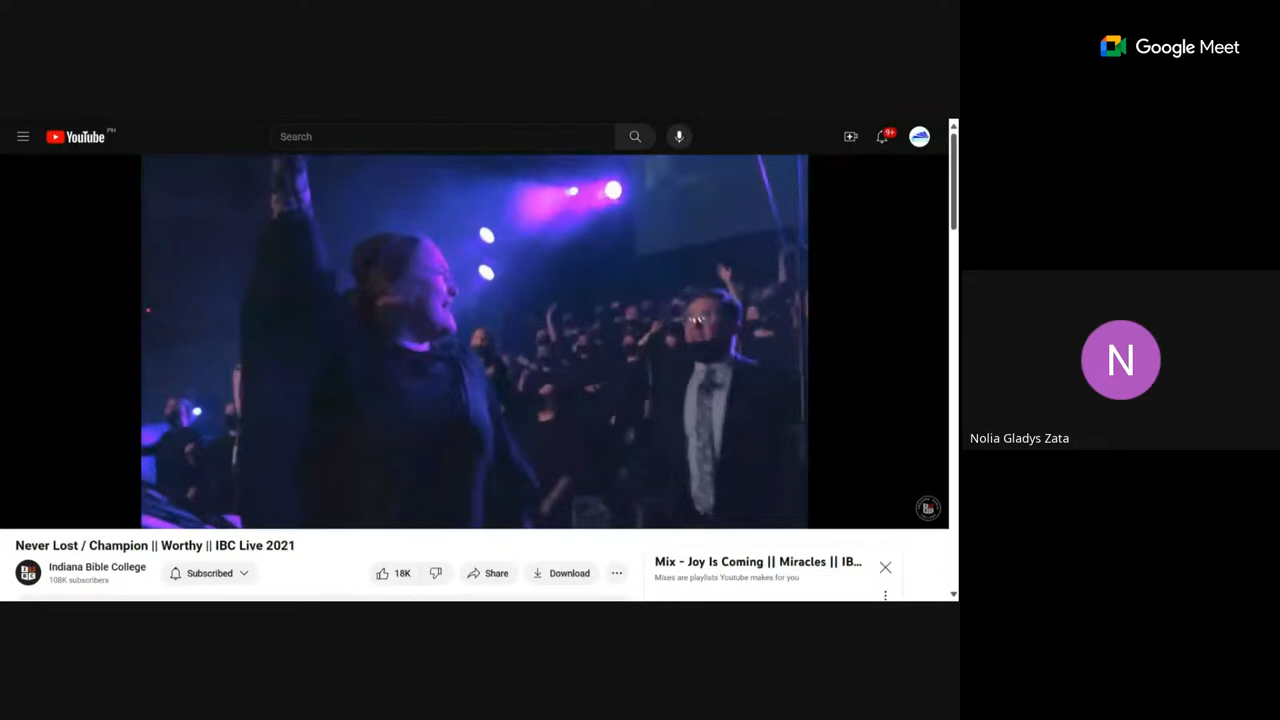 Google Meet
YouTube PH
Search
9+
Never Lost / Champion || Worthy || IBC Live 2021
Indiana Bible College
108K subscribers
Subscribed
18K
Share
Download
Mix - Joy Is Coming || Miracles || IB...
Mixes are playlists Youtube makes for you
N
Nolia Gladys Zata